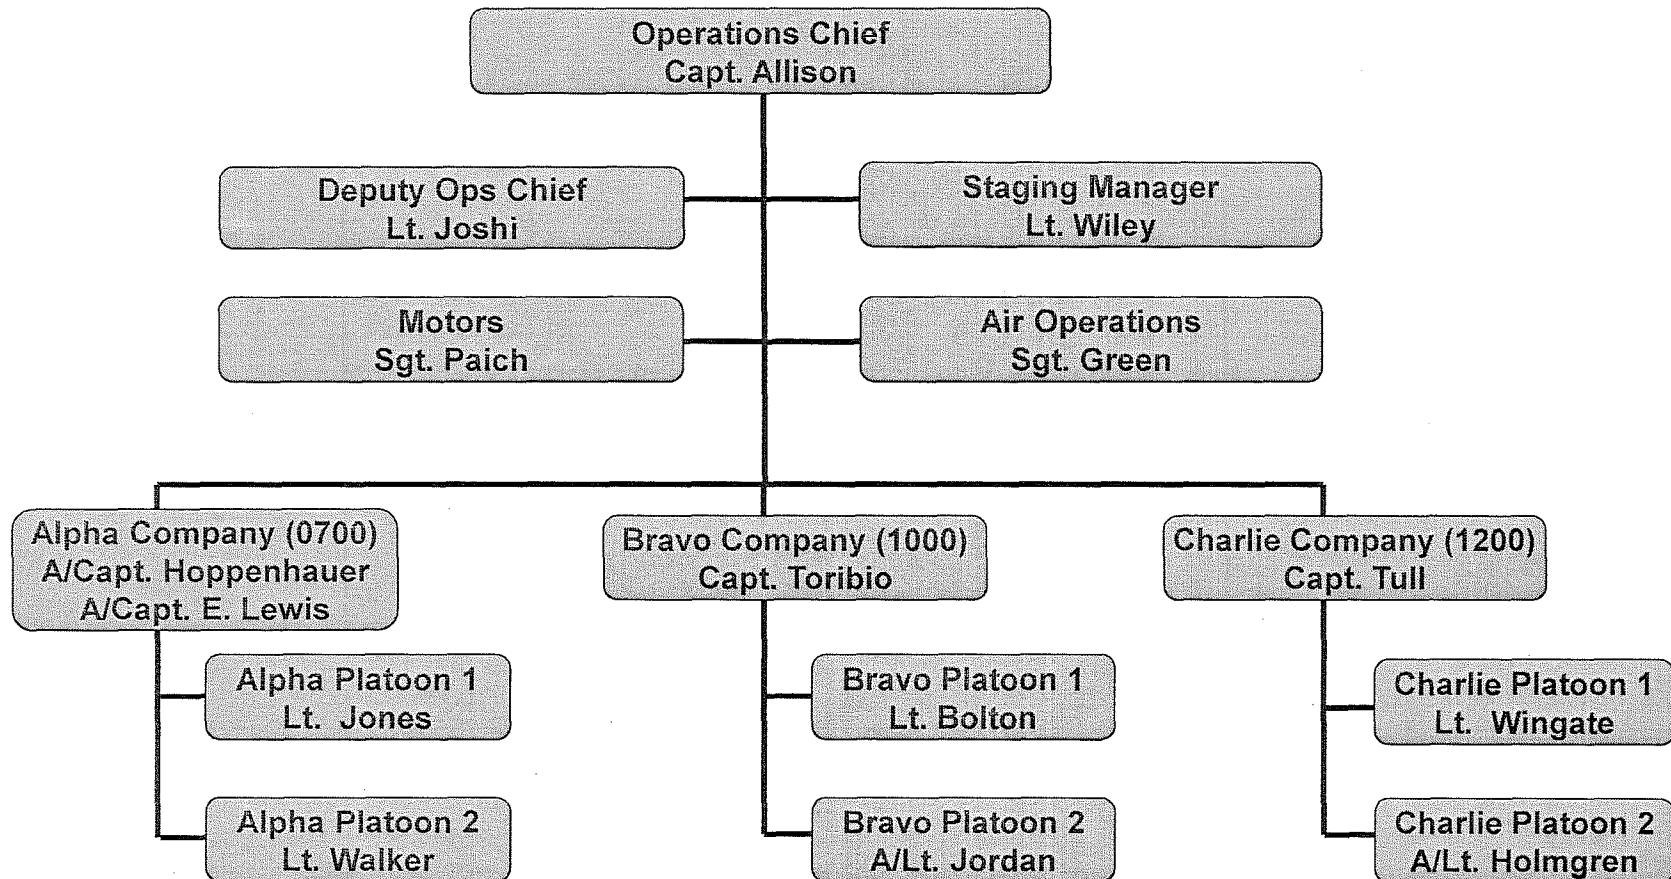 Operations Chief
Capt. Allison
Deputy Ops Chief
Lt. Joshi
Staging Manager
Lt. Wiley
Motors
Sgt. Paich
Air Operations
Sgt. Green
Alpha Company (0700)
A/Capt. Hoppenhauer
A/Capt. E. Lewis
Bravo Company (1000)
Capt. Toribio
Charlie Company (1200)
Capt. Tull
Alpha Platoon 1
Lt. Jones
Bravo Platoon 1
Lt. Bolton
Charlie Platoon 1
Lt. Wingate
Alpha Platoon 2
Lt. Walker
Bravo Platoon 2
A/Lt. Jordan
Charlie Platoon 2
A/Lt. Holmgren